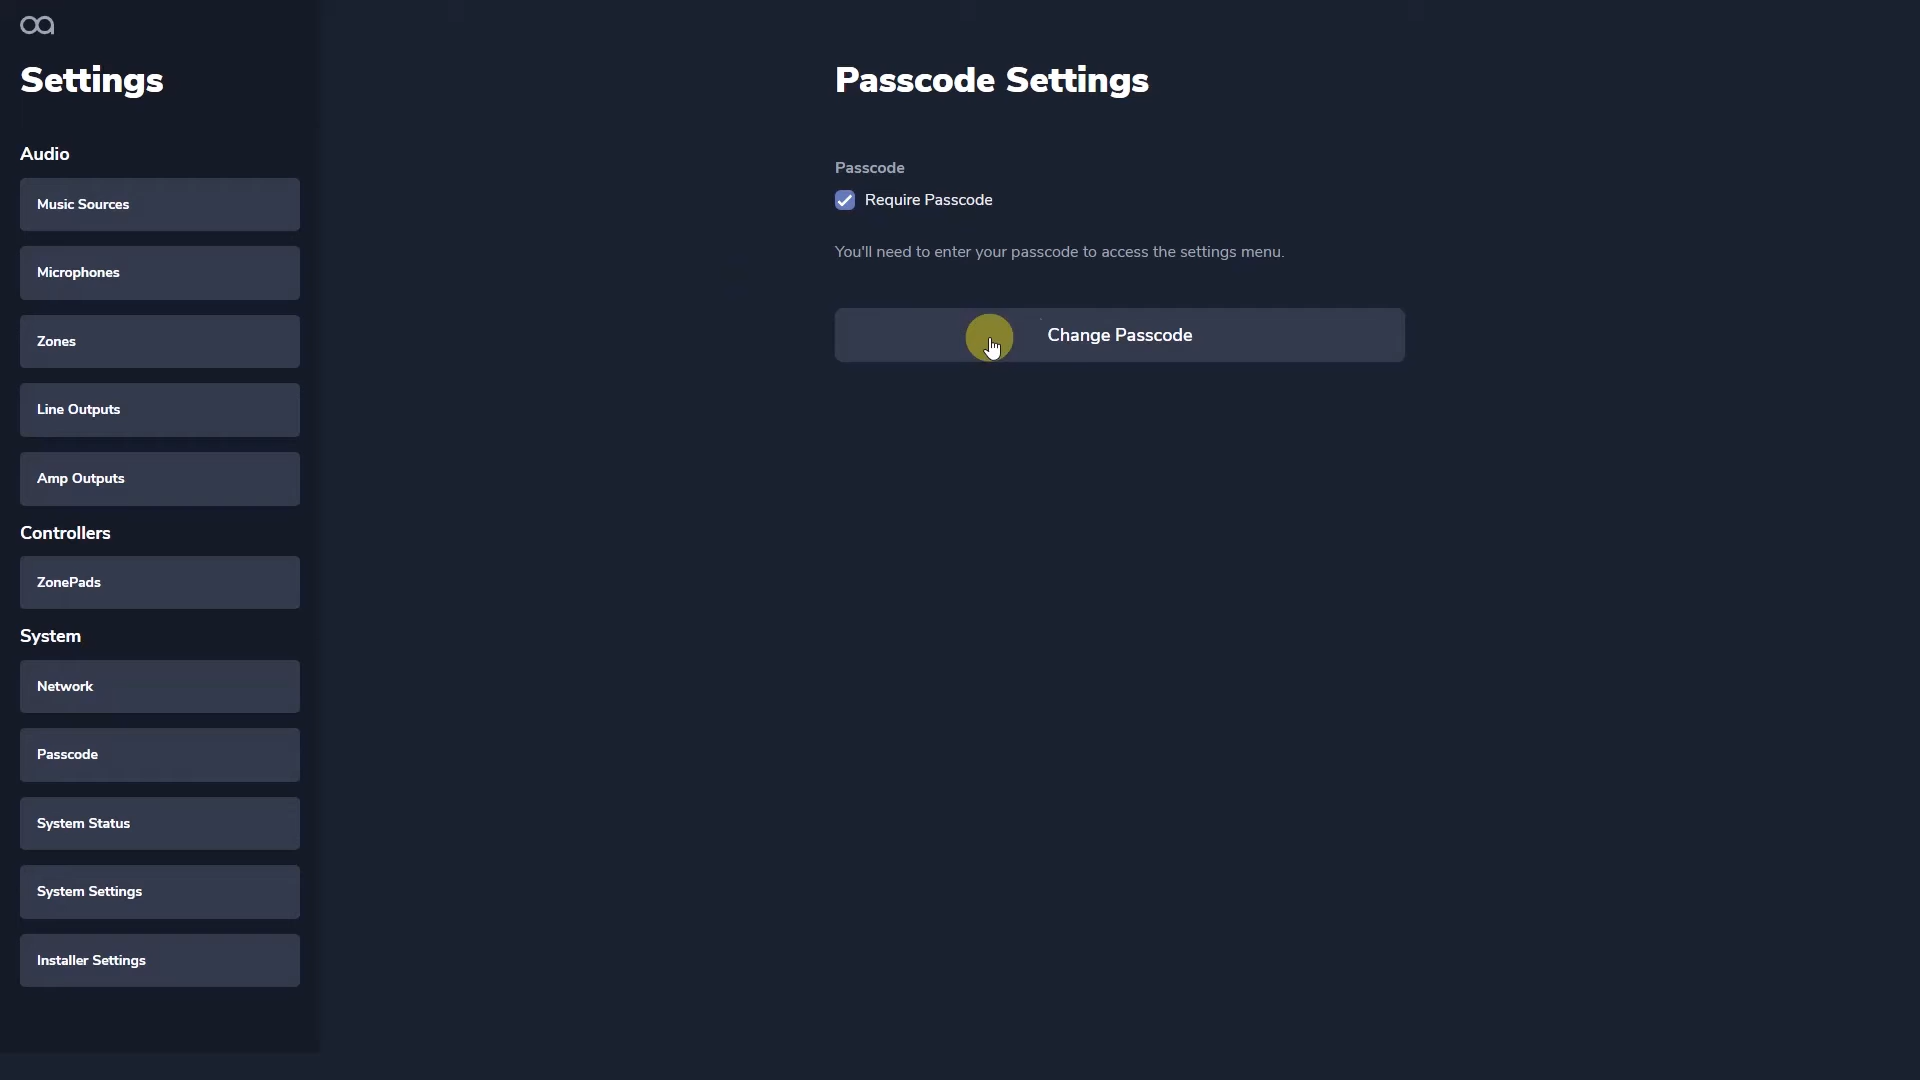 Settings
Audio
Music Sources
Microphones
Zones
Line Outputs
Amp Outputs
Controllers
ZonePads
System
Network
Passcode
System Status
System Settings
Installer Settings
Passcode Settings
Passcode
Require Passcode
You'll need to enter your passcode to access the settings menu.
Change Passcode